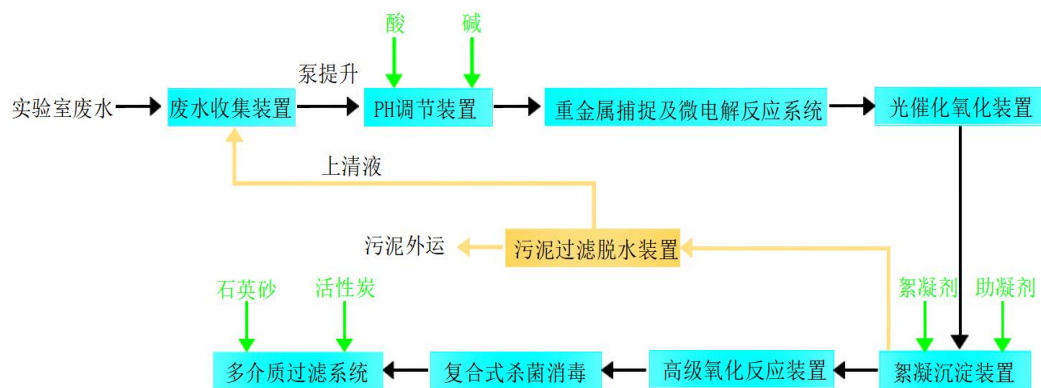 酸
碱
泵提升
实验室废水
废水收集装置
PH调节装置
重金属捕捉及微电解反应系统
光催化氧化装置
上清液
污泥外运
污泥过滤脱水装置
石英砂
活性炭
絮凝剂
助凝剂
多介质过滤系统
复合式杀菌消毒
高级氧化反应装置
絮凝沉淀装置